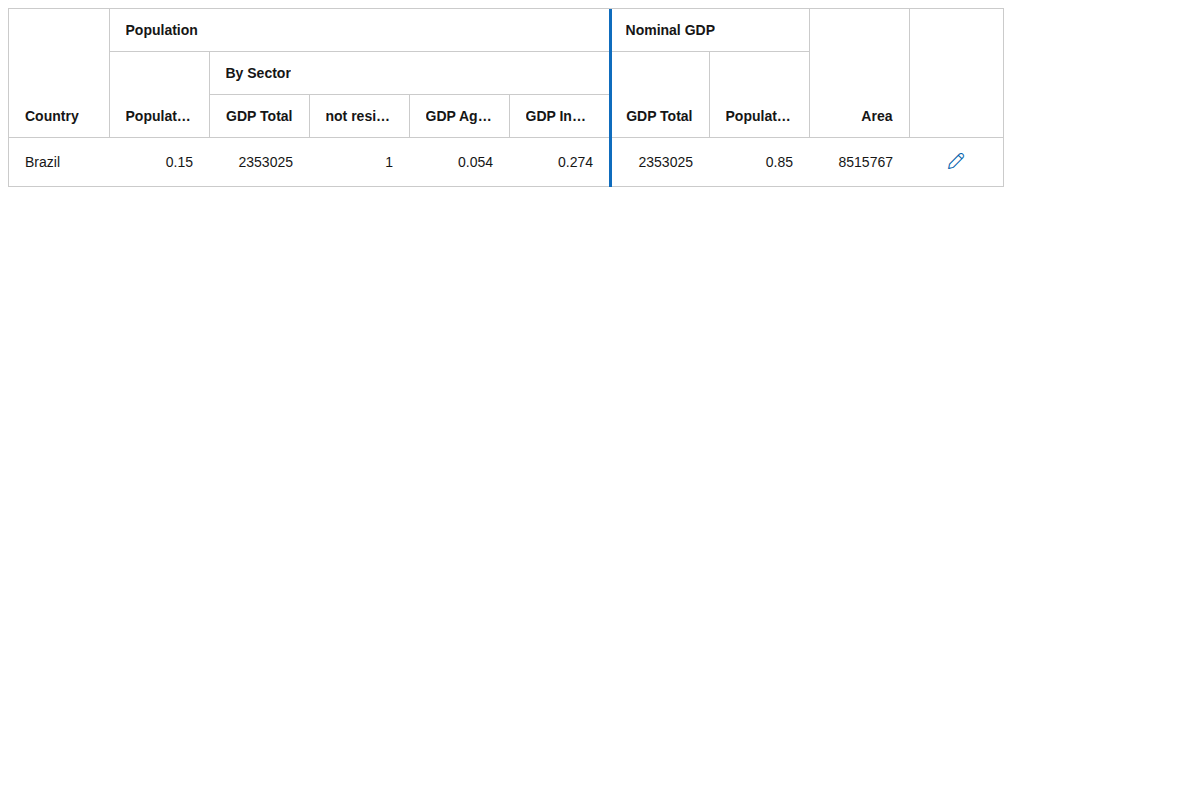 Population
Nominal GDP
By Sector
Country
Populat…
GDP Total
not resi…
GDP Ag…
GDP In…
GDP Total
Populat…
Area
Brazil
0.15
2353025
1
0.054
0.274
2353025
0.85
8515767